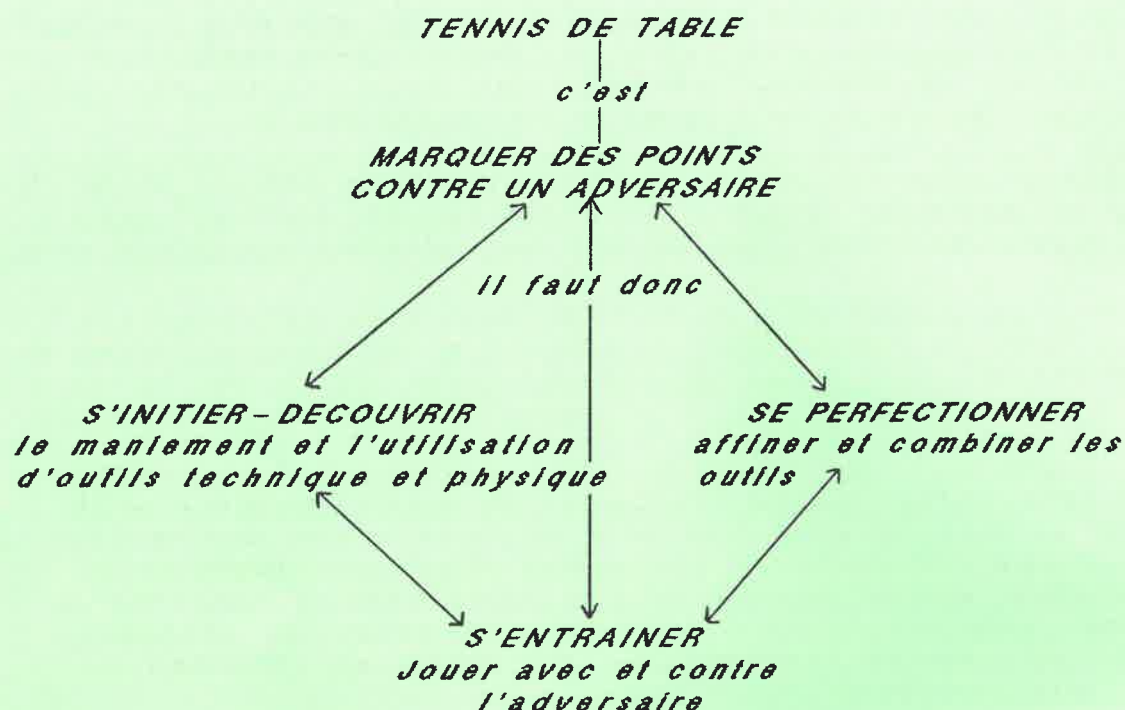 TENNIS DE TABLE
c'est
MARQUER DES POINTS
CONTRE UN ADVERSAIRE
il faut donc
S'INITIER-DECOUVRIR
le maniement et l'utilisation
d'outils technique et physique
SE PERFECTIONNER
affiner et combiner les
outils
S'ENTRAINER
Jouer avec et contre
l'adversaire